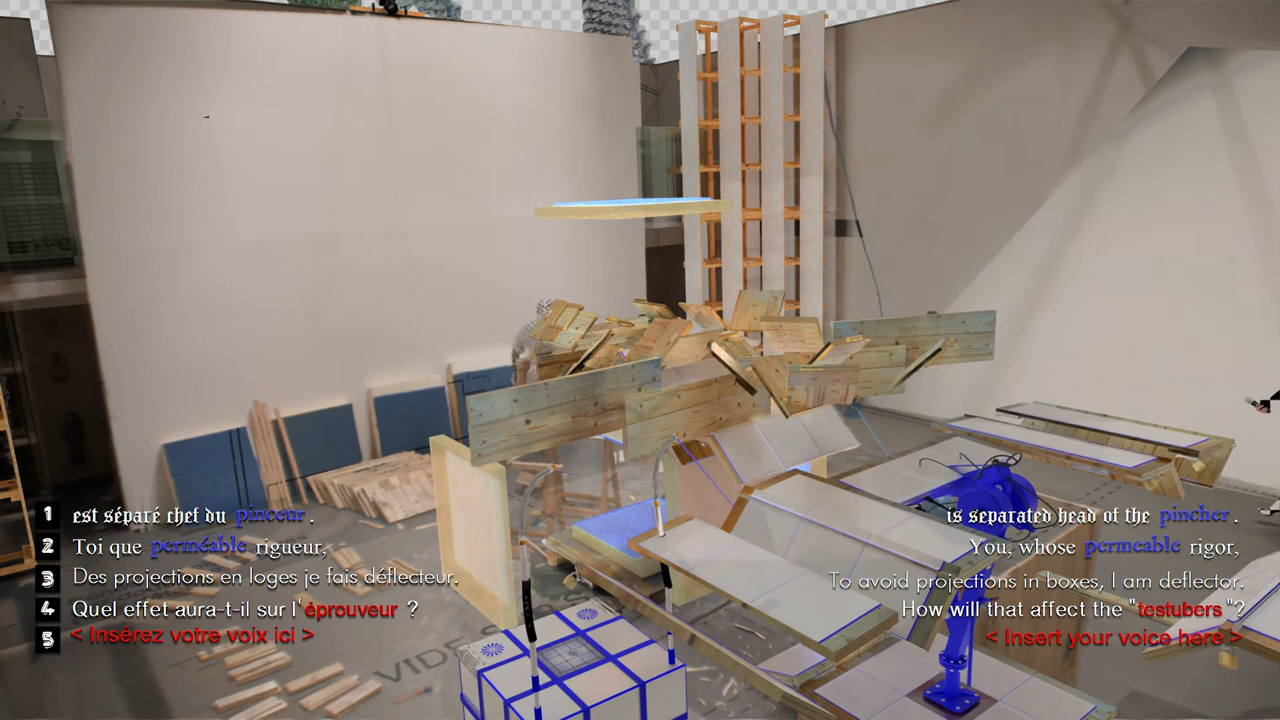 1 est séparé chef du pinceur.
2 Toi que perméable rigueur,
3 Des projections en loges je fais déflecteur.
4 Quel effet aura-t-il sur l'éprouveur ?
5 < Insérez votre voix ici >
is separated head of the pincher.
You, whose permeable rigor,
To avoid projections in boxes, I am deflector.
How will that affect the "testubers"?
< Insert your voice here >
VIDE S